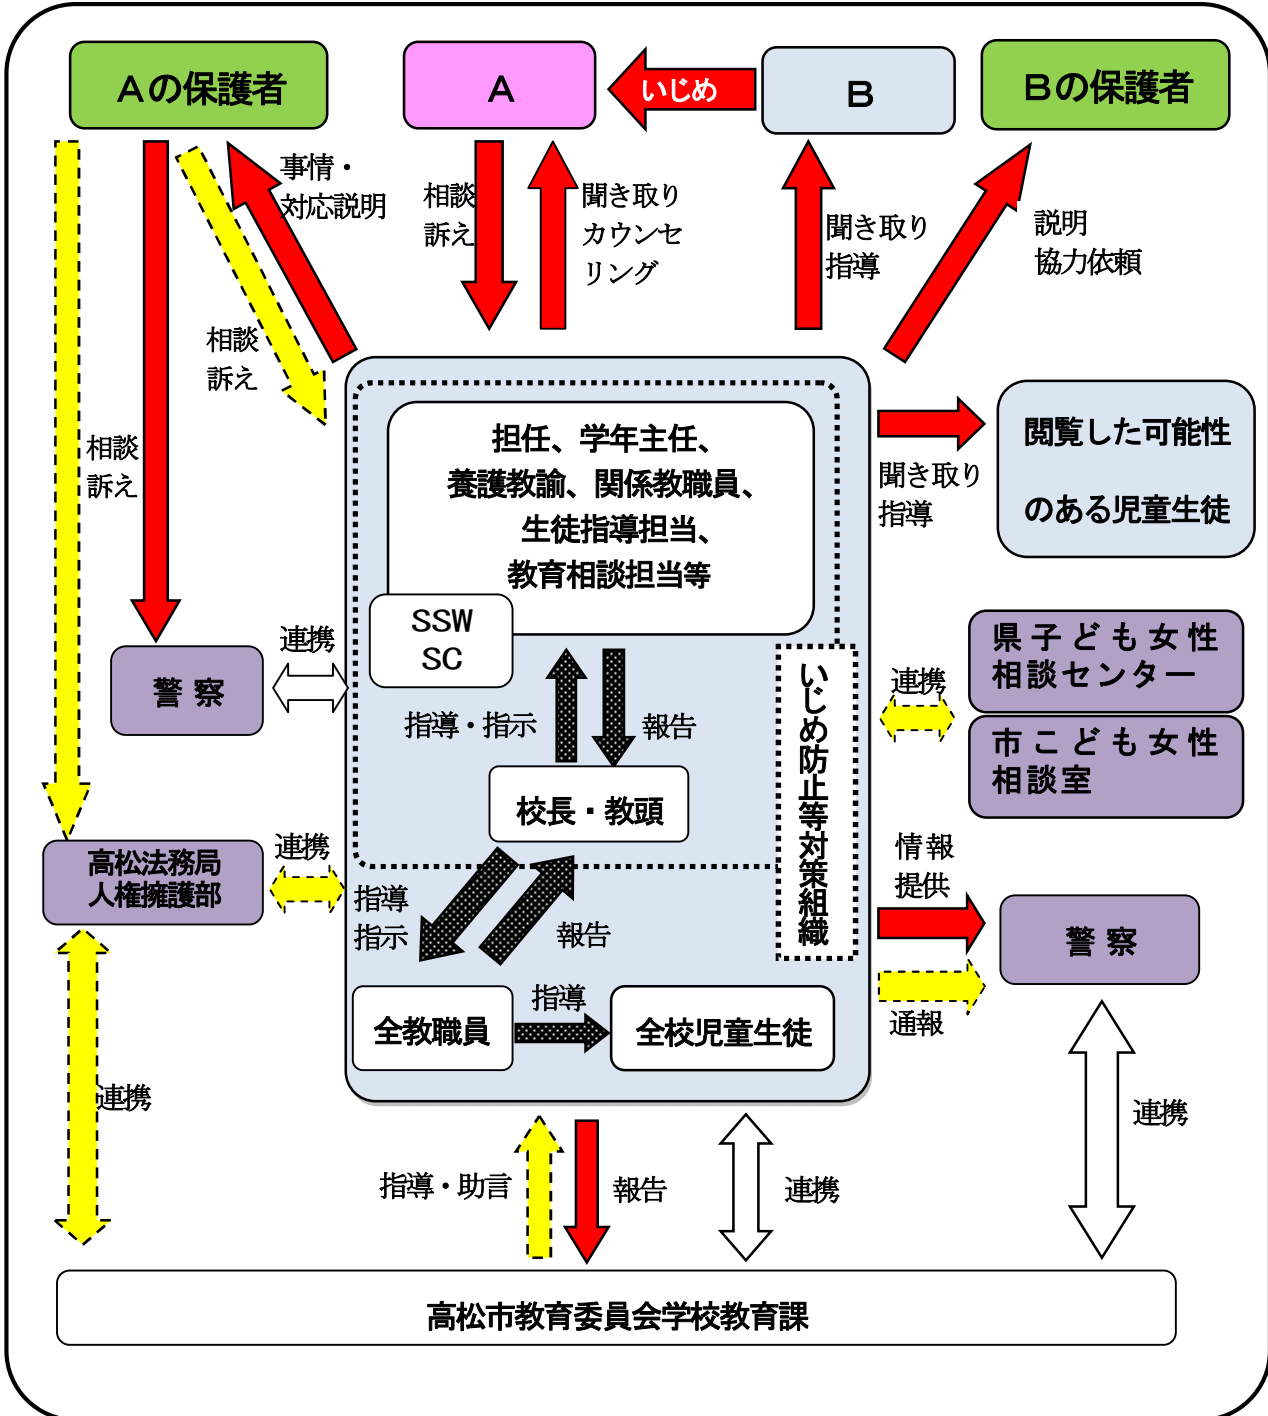 Aの保護者
A
いじめ
B
Bの保護者
事情・
対応説明
相談
訴え
聞き取り
カウンセ
リング
聞き取り
指導
説明
協力依頼
相談
訴え
相談
訴え
担任、学年主任、
養護教諭、関係教職員、
生徒指導担当、
教育相談担当等
聞き取り
指導
閲覧した可能性
のある児童生徒
SSW
SC
連携
警察
指導・指示
報告
校長・教頭
いじめ防止等対策組織
連携
県子ども女性
相談センター
市こども女性
相談室
高松法務局
人権擁護部
連携
指導
指示
報告
情報
提供
通報
警察
全教職員
指導
全校児童生徒
連携
連携
指導・助言
報告
連携
高松市教育委員会学校教育課